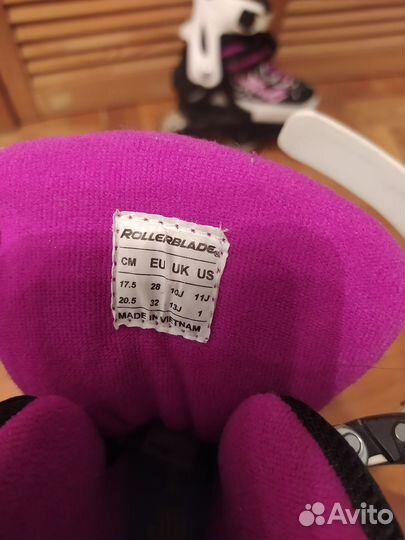 ROLLERBLADE
CM EU UK US
17.5 28 10J 11J
20.5 32 13J 1
MADE IN VIETNAM
Avito